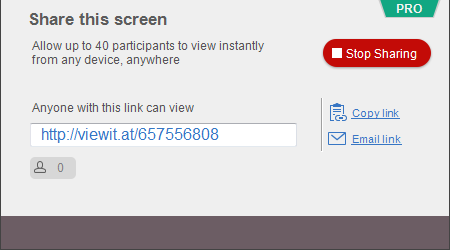 PRO
Share this screen
Allow up to 40 participants to view instantly
from any device, anywhere
Stop Sharing
Anyone with this link can view
http://viewit.at/657556808
Copy link
Email link
0